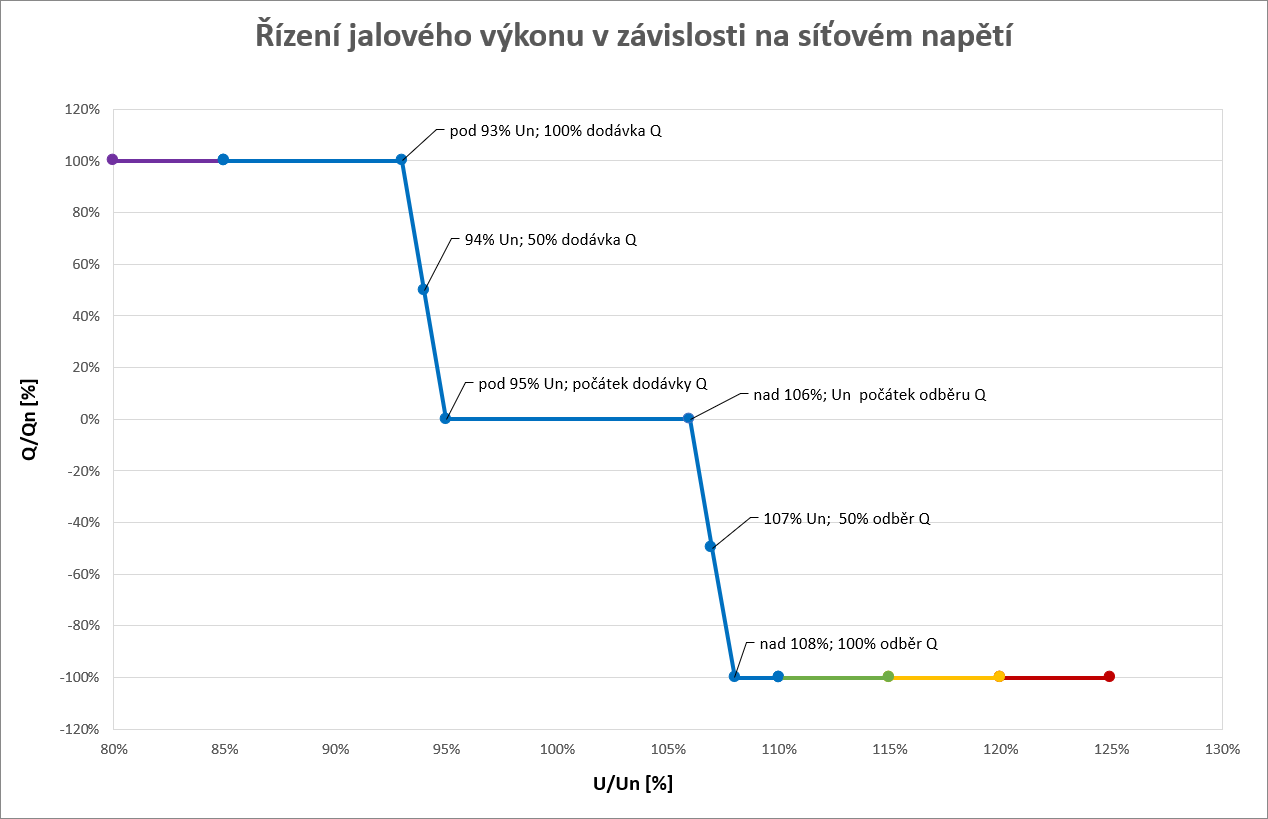 Řízení jalového výkonu v závislosti na síťovém napětí
120%
pod 93% Un; 100% dodávka Q
100%
80%
94% Un; 50% dodávka Q
60%
40%
20%
pod 95% Un; počátek dodávky Q
nad 106%; Un  počátek odběru Q
0%
-20%
-40%
107% Un;  50% odběr Q
-60%
-80%
nad 108%; 100% odběr Q
-100%
-120%
Q/Qn [%]
80% 85% 90% 95% 100% 105% 110% 115% 120% 125% 130%
U/Un [%]